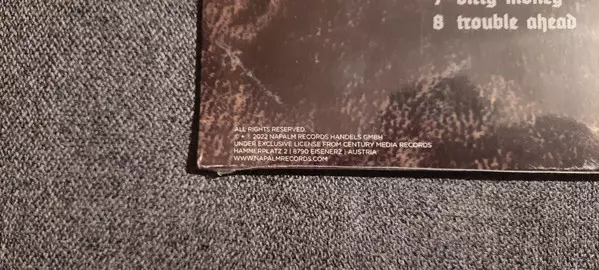 7 dirty money
8 trouble ahead
ALL RIGHTS RESERVED.
© + ℗ 2022 NAPALM RECORDS HANDELS GMBH
UNDER EXCLUSIVE LICENSE FROM CENTURY MEDIA RECORDS
HAMMERPLATZ 2 | 8790 EISENERZ | AUSTRIA
WWW.NAPALMRECORDS.COM